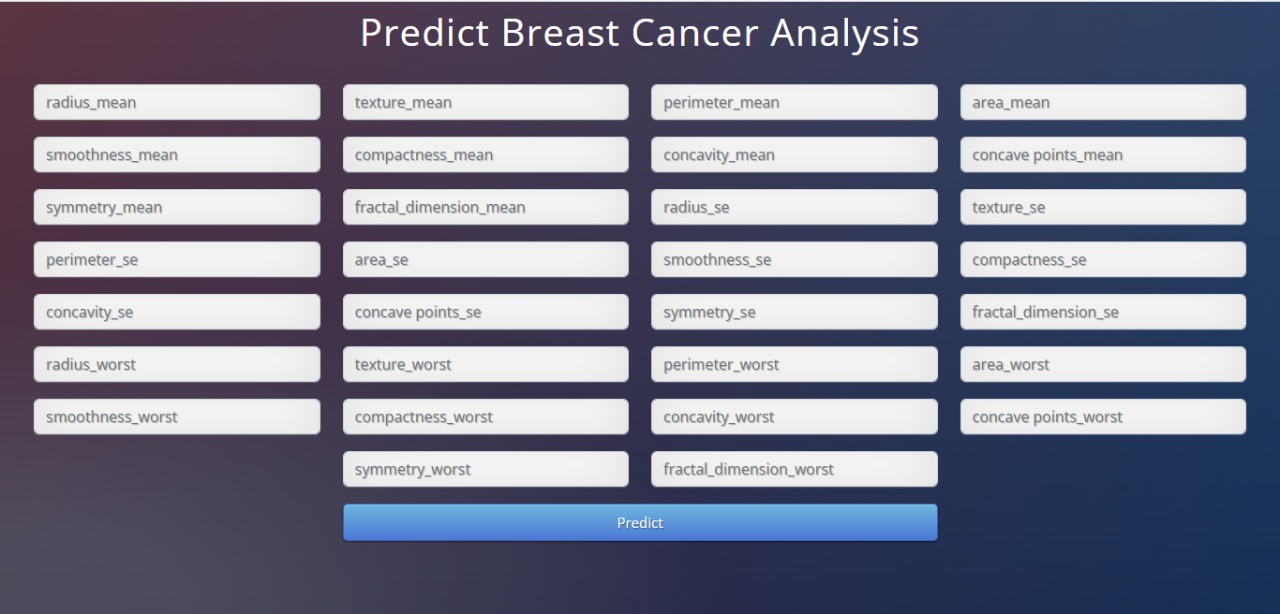 Predict Breast Cancer Analysis
radius_mean texture_mean perimeter_mean area_mean
smoothness_mean compactness_mean concavity_mean concave points_mean
symmetry_mean fractal_dimension_mean radius_se texture_se
perimeter_se area_se smoothness_se compactness_se
concavity_se concave points_se symmetry_se fractal_dimension_se
radius_worst texture_worst perimeter_worst area_worst
smoothness_worst compactness_worst concavity_worst concave points_worst
symmetry_worst fractal_dimension_worst
Predict